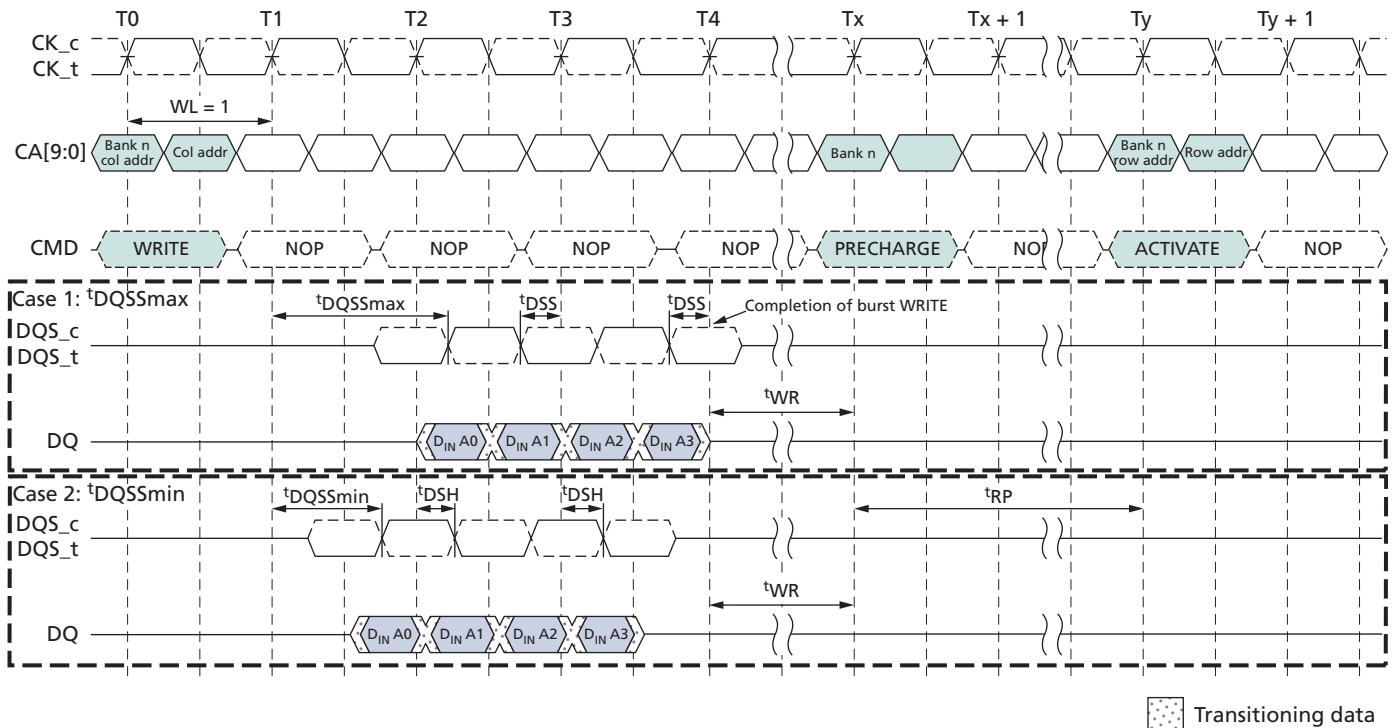 T0 T1 T2 T3 T4 Tx Tx + 1 Ty Ty + 1
CK_c
CK_t
WL = 1
CA[9:0] Bank n col addr Col addr Bank n Bank n row addr Row addr
CMD WRITE NOP NOP NOP NOP PRECHARGE NOP ACTIVATE NOP
Case 1: tDQSSmax
tDQSSmax tDSS tDSS Completion of burst WRITE
DQS_c
DQS_t
tWR
DQ DIN A0 DIN A1 DIN A2 DIN A3
Case 2: tDQSSmin
tDQSSmin tDSH tDSH tRP
DQS_c
DQS_t
tWR
DQ DIN A0 DIN A1 DIN A2 DIN A3
Transitioning data